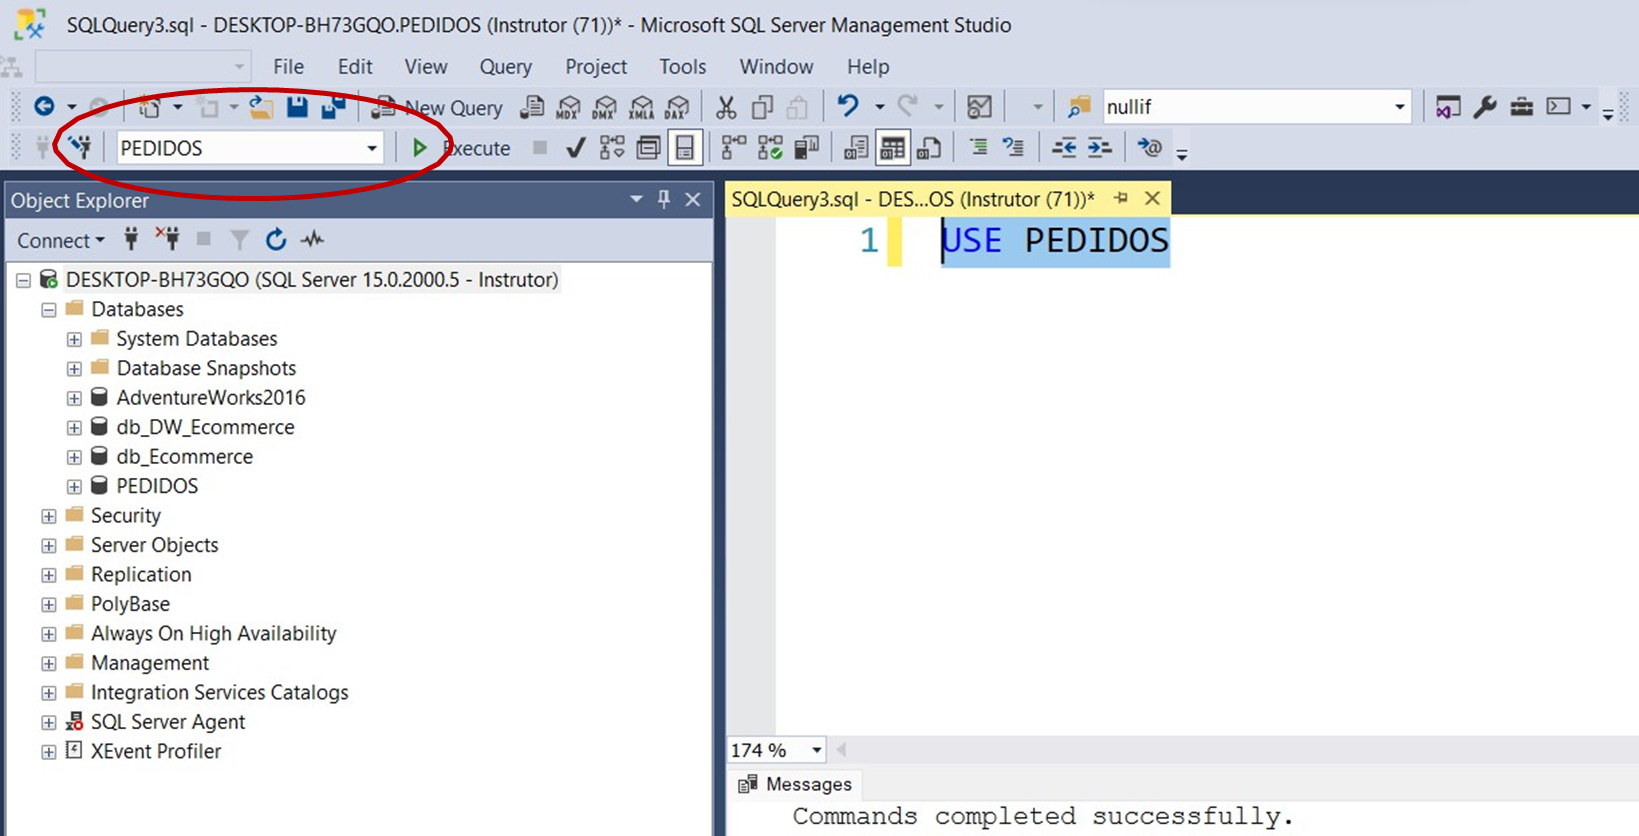 SQLQuery3.sql - DESKTOP-BH73GQO.PEDIDOS (Instrutor (71))* - Microsoft SQL Server Management Studio
File Edit View Query Project Tools Window Help
New Query MDX DMX XMLA DAX nullif
PEDIDOS Execute
Object Explorer
Connect
DESKTOP-BH73GQO (SQL Server 15.0.2000.5 - Instrutor)
Databases
System Databases
Database Snapshots
AdventureWorks2016
db_DW_Ecommerce
db_Ecommerce
PEDIDOS
Security
Server Objects
Replication
PolyBase
Always On High Availability
Management
Integration Services Catalogs
SQL Server Agent
XEvent Profiler
SQLQuery3.sql - DES...OS (Instrutor (71))*
1 USE PEDIDOS
174 %
Messages
Commands completed successfully.